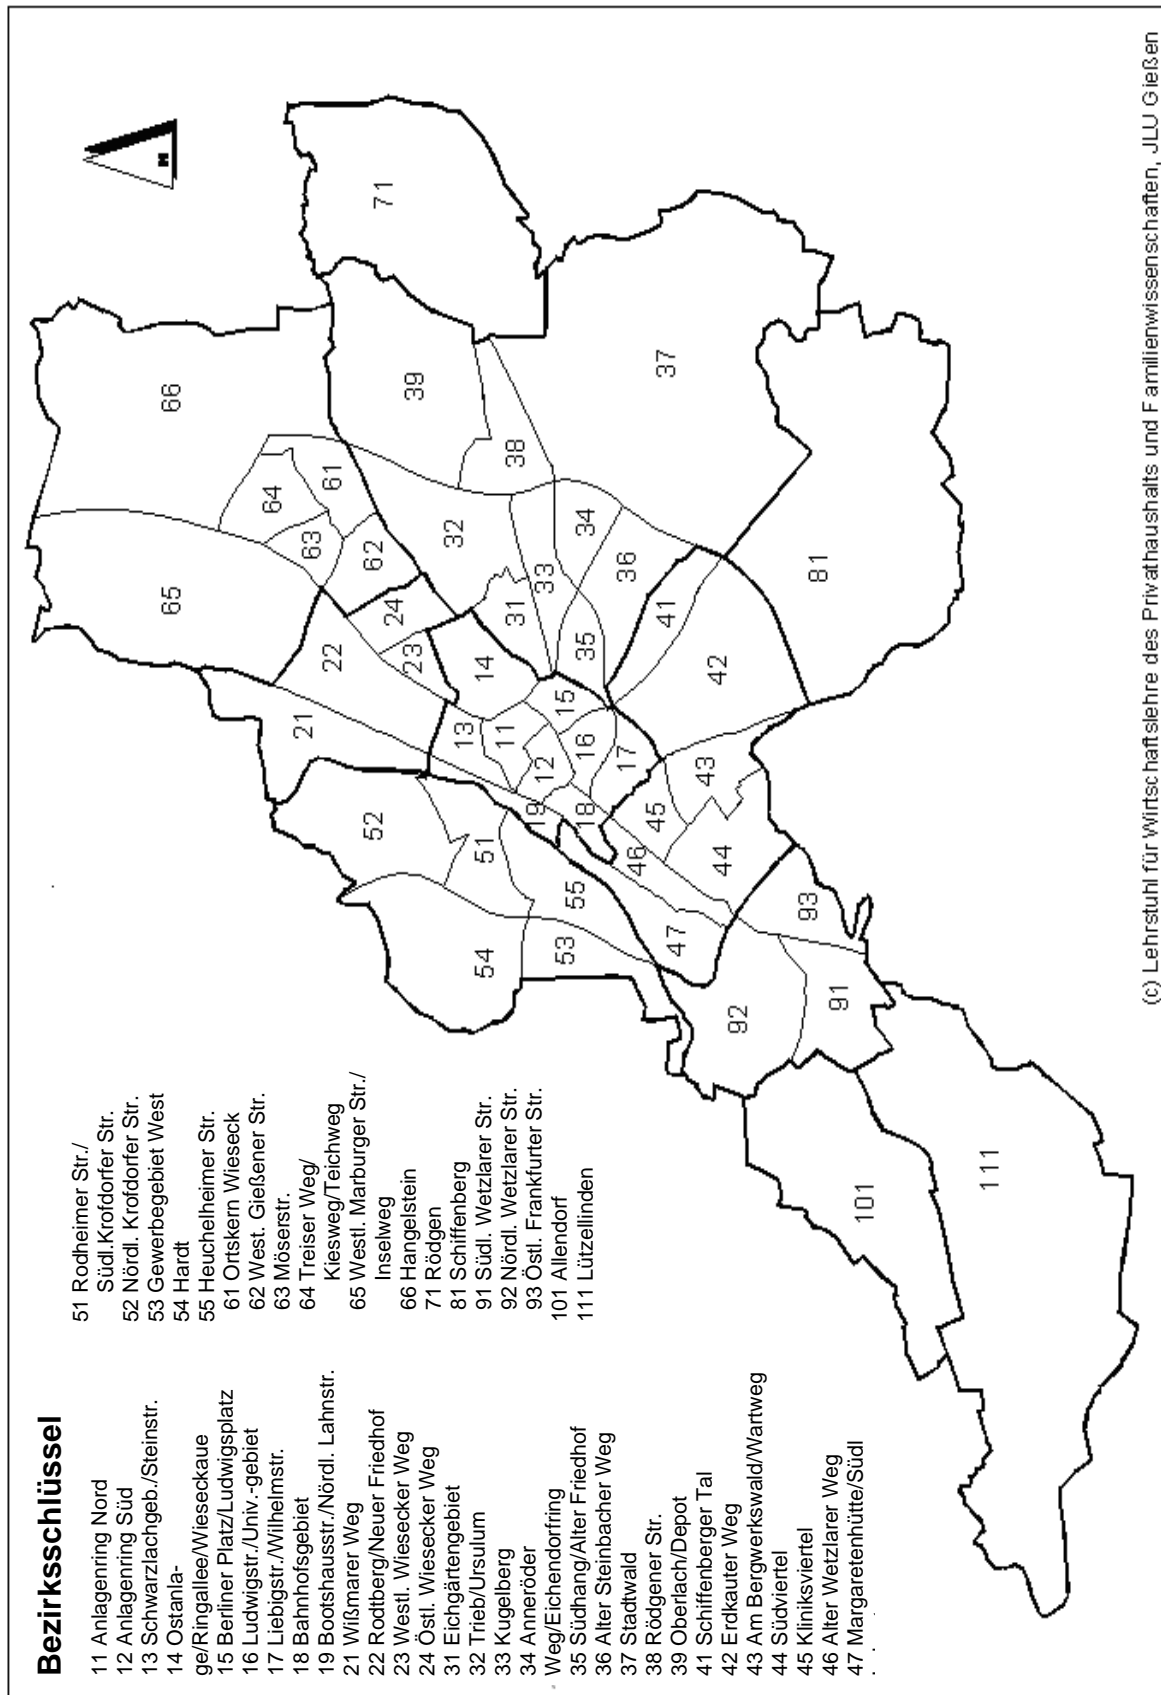 Bezirksschlüssel
11 Anlagenring Nord
12 Anlagenring Süd
13 Schwarzlachgeb./Steinstr.
14 Ostanla-
ge/Ringallee/Wieseckaue
15 Berliner Platz/Ludwigsplatz
16 Ludwigstr./Univ.-gebiet
17 Liebigstr./Wilhelmstr.
18 Bahnhofsgebiet
19 Bootshausstr./Nördl. Lahnstr.
21 Wißmarer Weg
22 Rodtberg/Neuer Friedhof
23 Westl. Wiesecker Weg
24 Östl. Wiesecker Weg
31 Eichgärtengebiet
32 Trieb/Ursulum
33 Kugelberg
34 Anneröder
Weg/Eichendorffring
35 Südhang/Alter Friedhof
36 Alter Steinbacher Weg
37 Stadtwald
38 Rödgener Str.
39 Oberlach/Depot
41 Schiffenberger Tal
42 Erdkauter Weg
43 Am Bergwerkswald/Wartweg
44 Südviertel
45 Kliniksviertel
46 Alter Wetzlarer Weg
47 Margaretenhütte/Südl
51 Rodheimer Str./
Südl.Krofdorfer Str.
52 Nördl. Krofdorfer Str.
53 Gewerbegebiet West
54 Hardt
55 Heuchelheimer Str.
61 Ortskern Wieseck
62 West. Gießener Str.
63 Möserstr.
64 Treiser Weg/
Kiesweg/Teichweg
65 Westl. Marburger Str./
Inselweg
66 Hangelstein
71 Rödgen
81 Schiffenberg
91 Südl. Wetzlarer Str.
92 Nördl. Wetzlarer Str.
93 Östl. Frankfurter Str.
101 Allendorf
111 Lützellinden
N
65
66
64
63
61
62
22
21
24
23
71
39
52
13
14
32
38
51
11
31
33
34
54
19
12
15
35
36
37
53
55
18
16
17
41
46
45
42
47
43
44
81
92
93
91
101
111
(c) Lehrstuhl für Wirtschaftslehre des Privathaushalts und Familienwissenschaften, JLU Gießen